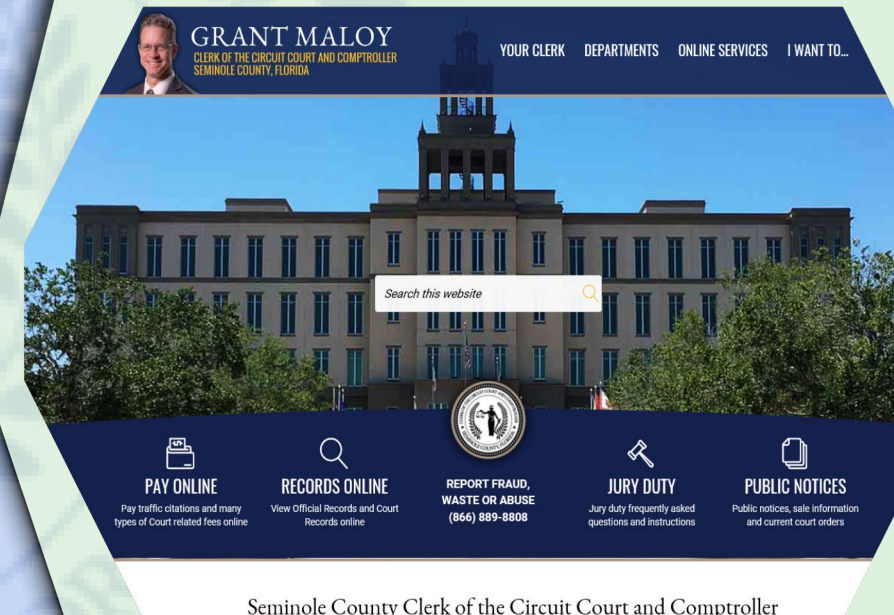 GRANT MALOY
CLERK OF THE CIRCUIT COURT AND COMPTROLLER
SEMINOLE COUNTY, FLORIDA
YOUR CLERK DEPARTMENTS ONLINE SERVICES I WANT TO...
Search this website
PAY ONLINE
Pay traffic citations and many
types of Court related fees online
RECORDS ONLINE
View Official Records and Court
Records online
REPORT FRAUD,
WASTE OR ABUSE
(866) 889-8808
JURY DUTY
Jury duty frequently asked
questions and instructions
PUBLIC NOTICES
Public notices, sale information
and current court orders
Seminole County Clerk of the Circuit Court and Comptroller